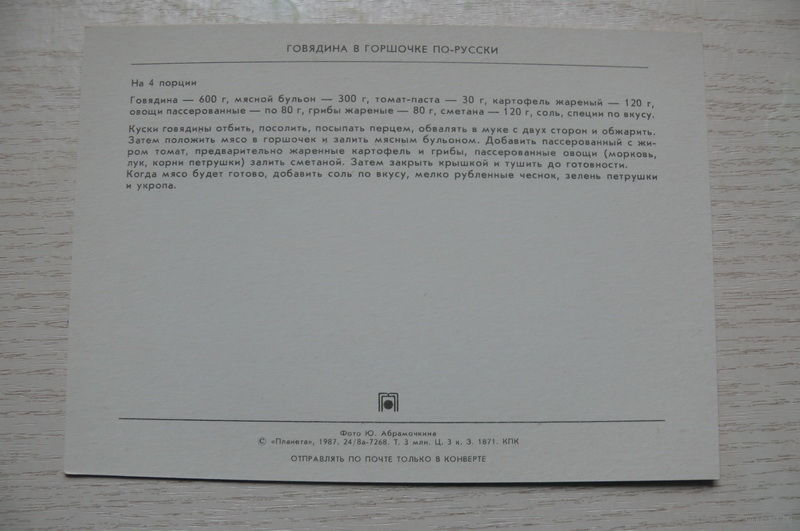 ГОВЯДИНА В ГОРШОЧКЕ ПО-РУССКИ
На 4 порции
Говядина — 600 г, мясной бульон — 300 г, томат-паста — 30 г, картофель жареный — 120 г,
овощи пассерованные — по 80 г, грибы жареные — 80 г, сметана — 120 г, соль, специи по вкусу.
Куски говядины отбить, посолить, посыпать перцем, обвалять в муке с двух сторон и обжарить.
Затем положить мясо в горшочек и залить мясным бульоном. Добавить пассерованный с жи-
ром томат, предварительно жаренные картофель и грибы, пассерованные овощи (морковь,
лук, корни петрушки) залить сметаной. Затем закрыть крышкой и тушить до готовности.
Когда мясо будет готово, добавить соль по вкусу, мелко рубленные чеснок, зелень петрушки
и укропа.
Фото Ю. Абрамочкина
© «Планета», 1987. 24/8а-7268. Т. 3 млн. Ц. 3 к. З. 1871. КПК
ОТПРАВЛЯТЬ ПО ПОЧТЕ ТОЛЬКО В КОНВЕРТЕ